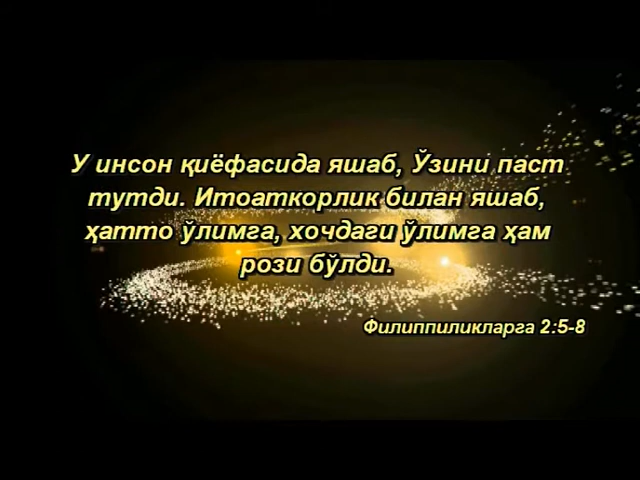 У инсон қиёфасида яшаб, Ўзини паст
тутди. Итоаткорлик билан яшаб,
ҳатто ўлимга, хочдаги ўлимга ҳам
рози бўлди.
Филиппиликларга 2:5-8